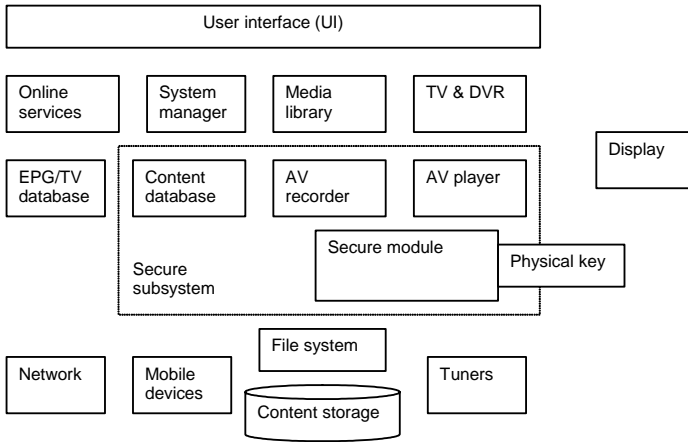 User interface (UI)
Online
services
System
manager
Media
library
TV & DVR
Display
EPG/TV
database
Content
database
AV
recorder
AV player
Secure module
Physical key
Secure
subsystem
File system
Network
Mobile
devices
Tuners
Content storage